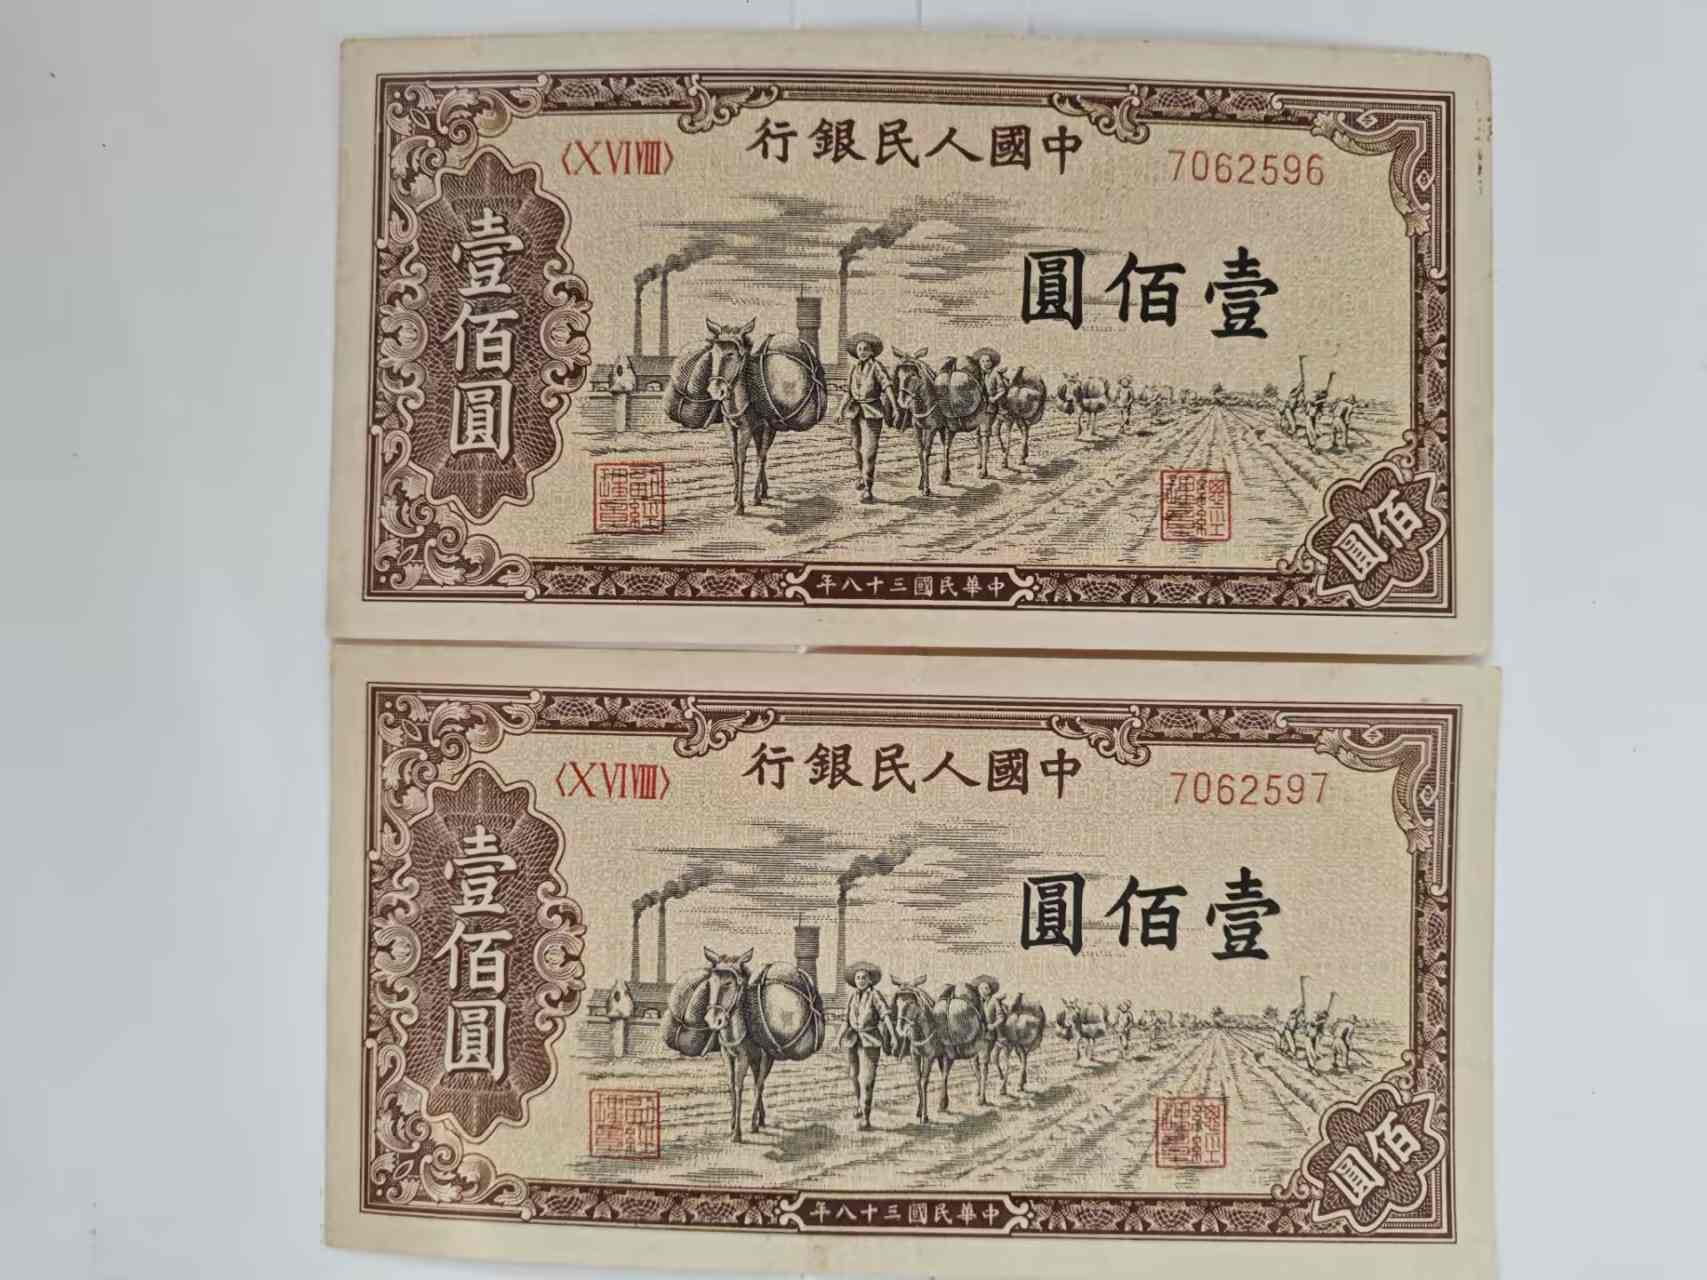 中國人民銀行
〈XVIVIII〉
7062596
壹佰圓
壹佰圓
佰圓
中華民國三十八年
中國人民銀行
〈XVIVIII〉
7062597
壹佰圓
壹佰圓
佰圓
中華民國三十八年